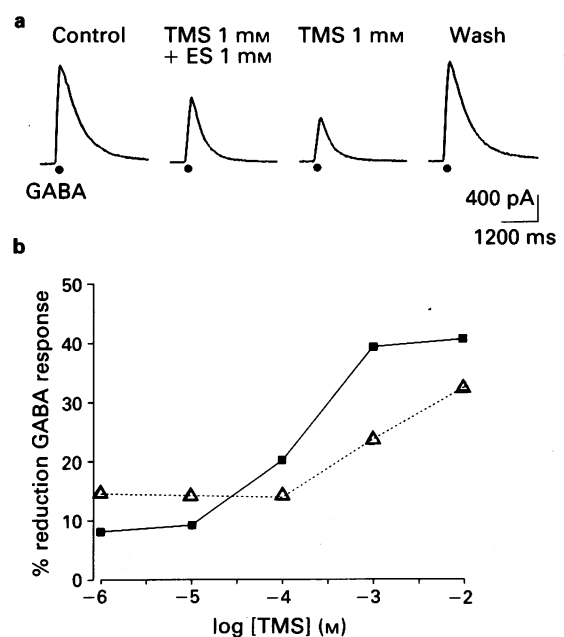 a
Control
TMS 1 mM
+ ES 1 mM
TMS 1 mM
Wash
GABA
400 pA
1200 ms
b
% reduction GABA response
50
40
30
20
10
0
−6
−5
−4
−3
−2
log [TMS] (M)